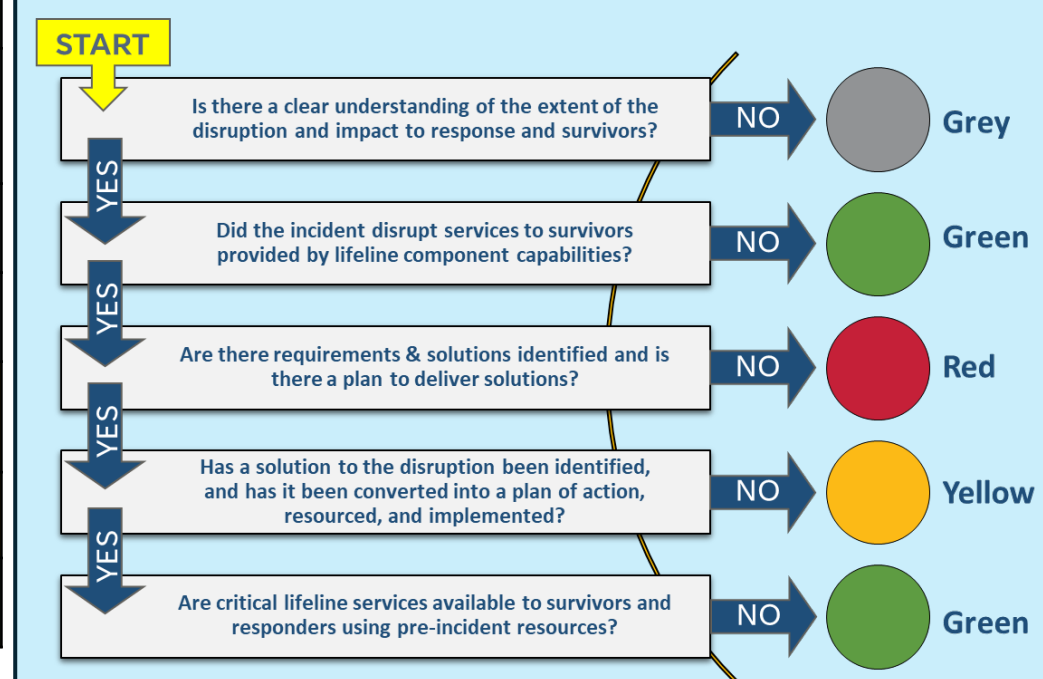 START
Is there a clear understanding of the extent of the
disruption and impact to response and survivors?
NO
Grey
YES
Did the incident disrupt services to survivors
provided by lifeline component capabilities?
NO
Green
YES
Are there requirements & solutions identified and is
there a plan to deliver solutions?
NO
Red
YES
Has a solution to the disruption been identified,
and has it been converted into a plan of action,
resourced, and implemented?
NO
Yellow
YES
Are critical lifeline services available to survivors and
responders using pre-incident resources?
NO
Green